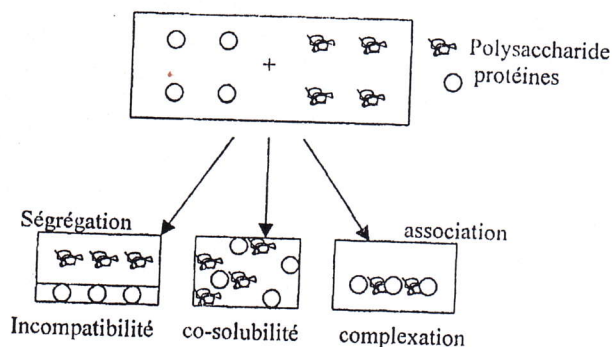 +
Polysaccharide
protéines
Ségrégation
association
Incompatibilité
co-solubilité
complexation